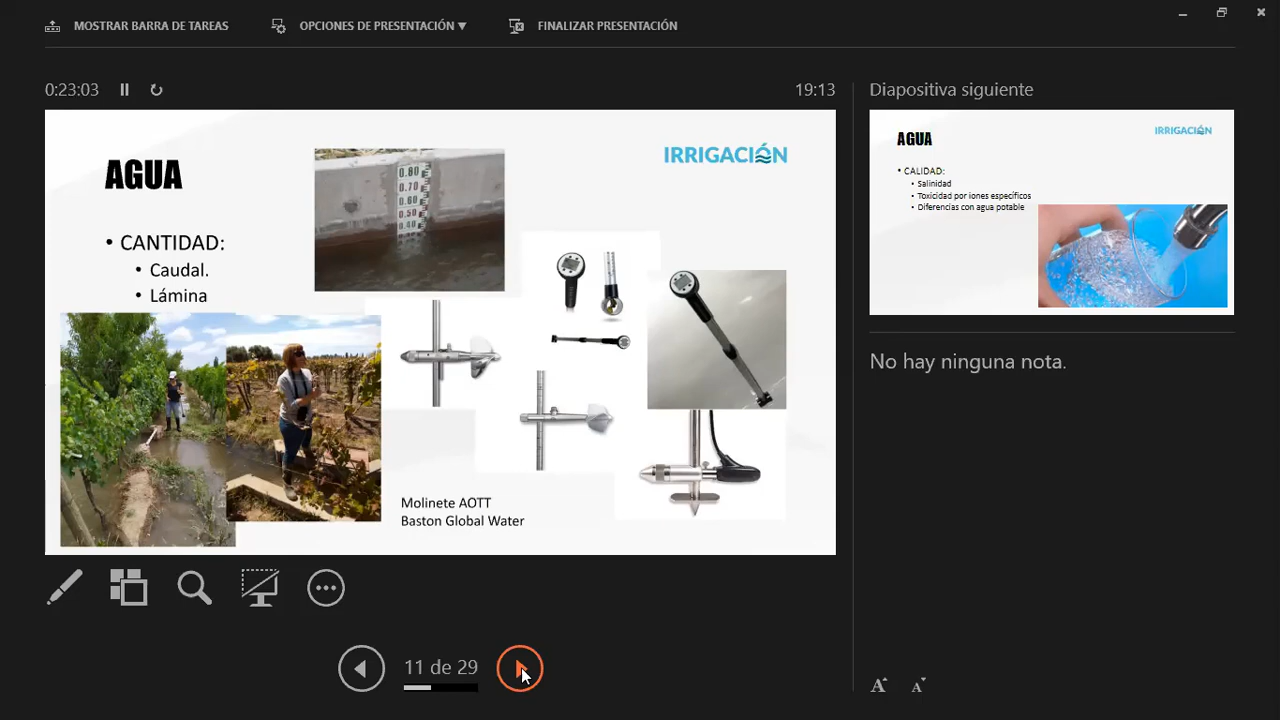 MOSTRAR BARRA DE TAREAS
OPCIONES DE PRESENTACIÓN ▼
FINALIZAR PRESENTACIÓN
0:23:03
19:13
AGUA
IRRIGACIÓN
• CANTIDAD:
• Caudal.
• Lámina
0.80
0.70
0.60
0.50
0.40
Molinete AOTT
Baston Global Water
Diapositiva siguiente
AGUA
IRRIGACIÓN
• CALIDAD:
• Salinidad
• Toxicidad por iones específicos
• Diferencias con agua potable
No hay ninguna nota.
11 de 29
A
A